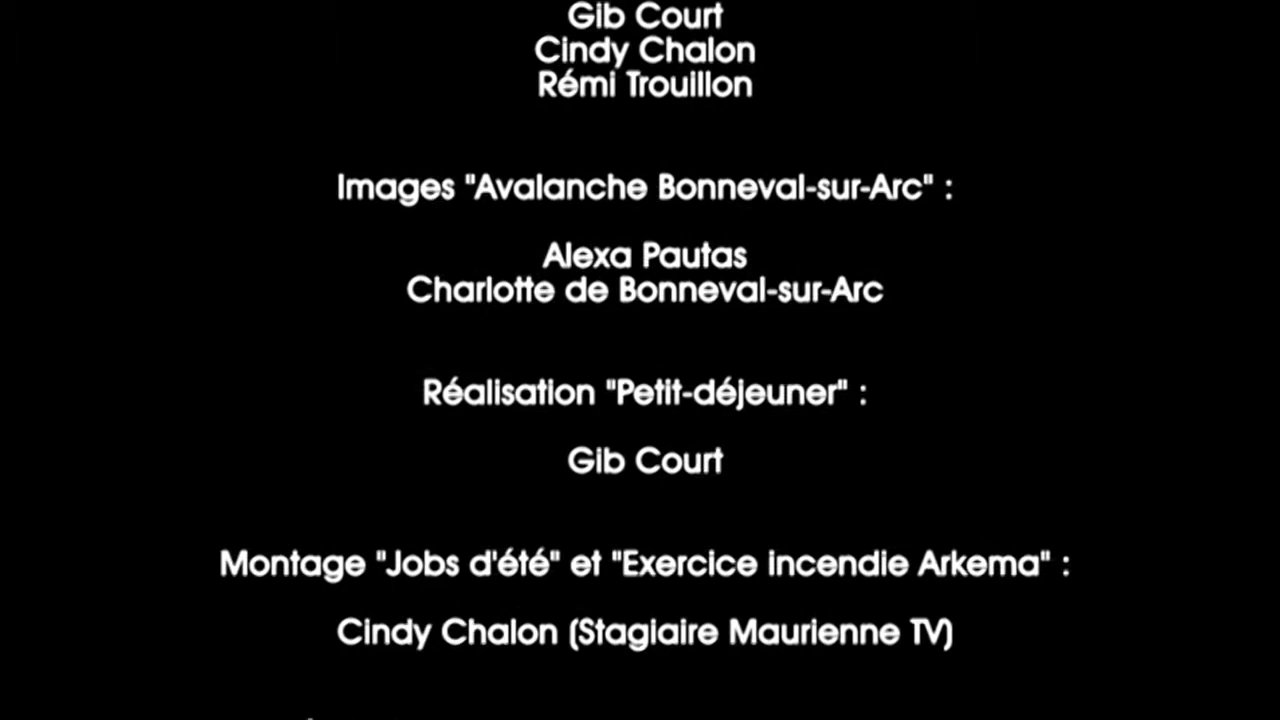 Gib Court
Cindy Chalon
Rémi Trouillon
Images "Avalanche Bonneval-sur-Arc" :
Alexa Pautas
Charlotte de Bonneval-sur-Arc
Réalisation "Petit-déjeuner" :
Gib Court
Montage "Jobs d'été" et "Exercice incendie Arkema" :
Cindy Chalon (Stagiaire Maurienne TV)